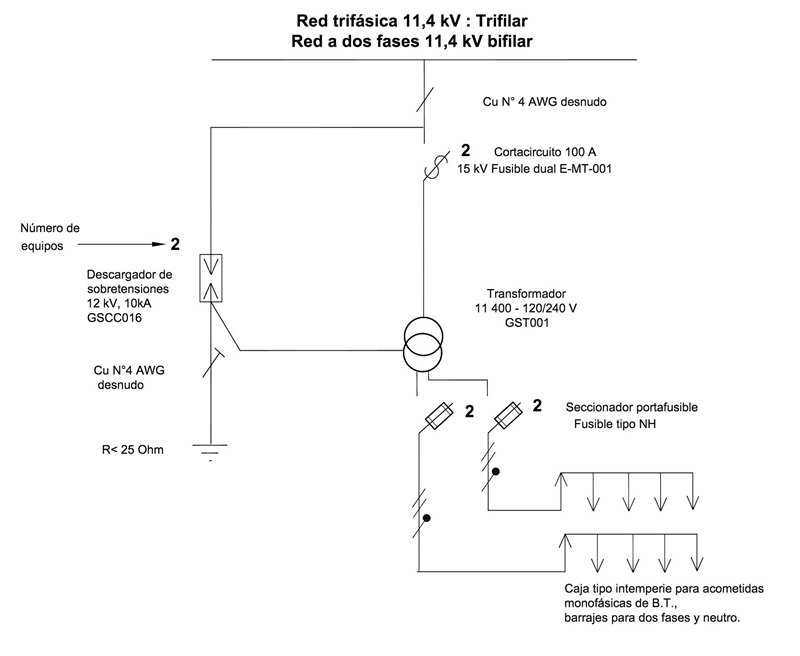 Red trifásica 11,4 kV : Trifilar
Red a dos fases 11,4 kV bifilar
Cu N° 4 AWG desnudo
2
Cortacircuito 100 A
15 kV Fusible dual E-MT-001
Número de
equipos
2
Descargador de
sobretensiones
12 kV, 10kA
GSCC016
Transformador
11 400 - 120/240 V
GST001
Cu N°4 AWG
desnudo
2
2
Seccionador portafusible
Fusible tipo NH
R< 25 Ohm
Caja tipo intemperie para acometidas
monofásicas de B.T.,
barrajes para dos fases y neutro.